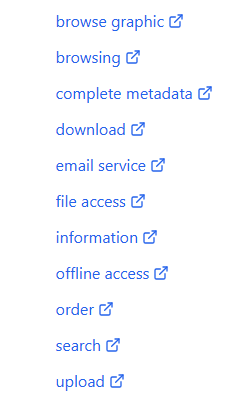 browse graphic
browsing
complete metadata
download
email service
file access
information
offline access
order
search
upload